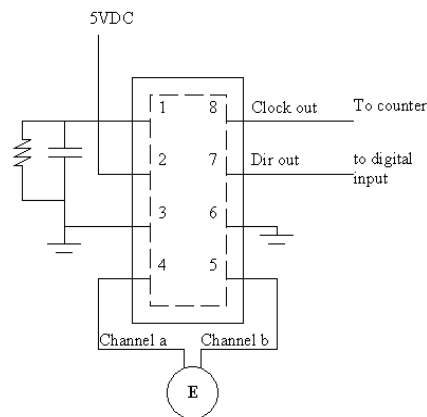 5VDC
1 8 Clock out To counter
2 7 Dir out to digital
input
3 6
4 5
Channel a Channel b
E